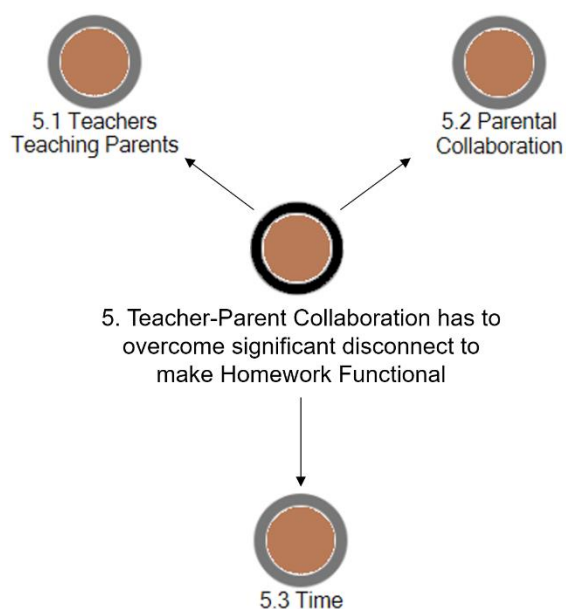 5.1 Teachers
Teaching Parents
5.2 Parental
Collaboration
5. Teacher-Parent Collaboration has to
overcome significant disconnect to
make Homework Functional
5.3 Time